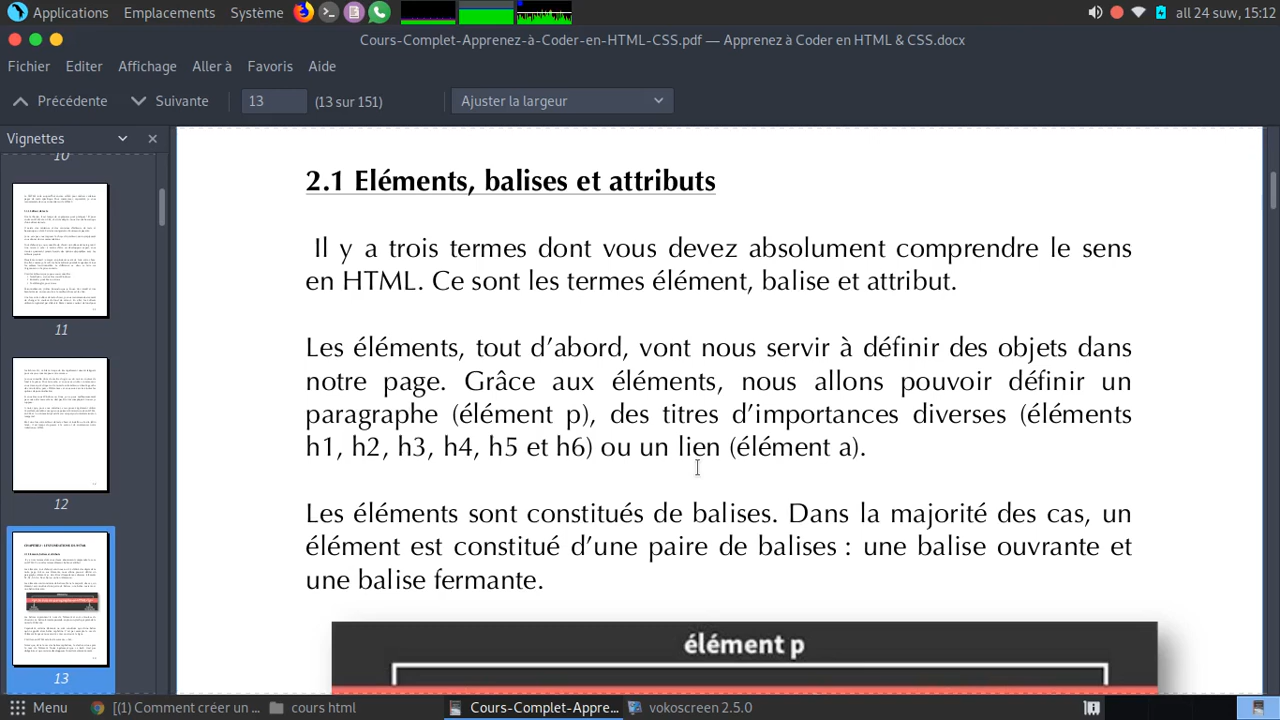 Applications Emplacements Système all 24 suw, 15:12
Cours-Complet-Apprenez-à-Coder-en-HTML-CSS.pdf — Apprenez à Coder en HTML & CSS.docx
Fichier Editer Affichage Aller à Favoris Aide
Précédente Suivante 13 (13 sur 151) Ajuster la largeur
Vignettes
10
11
12
13
2.1 Eléments, balises et attributs
Il y a trois termes dont vous devez absolument comprendre le sens
en HTML. Ce sont les termes élément, balise et attribut.
Les éléments, tout d’abord, vont nous servir à définir des objets dans
notre page. Grâce aux éléments, nous allons pouvoir définir un
paragraphe (élément p), des titres d’importances diverses (éléments
h1, h2, h3, h4, h5 et h6) ou un lien (élément a).
Les éléments sont constitués de balises. Dans la majorité des cas, un
élément est constitué d’une paire de balises : une balise ouvrante et
une balise fermante.
élément p
Menu [(1) Comment créer un ... cours html Cours-Complet-Appre... vokoscreen 2.5.0